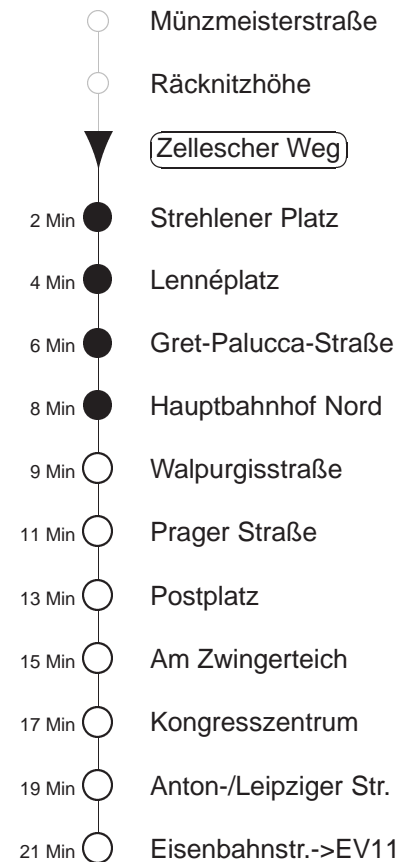 Münzmeisterstraße
Räcknitzhöhe
Zellescher Weg
2 Min Strehlener Platz
4 Min Lennéplatz
6 Min Gret-Palucca-Straße
8 Min Hauptbahnhof Nord
9 Min Walpurgisstraße
11 Min Prager Straße
13 Min Postplatz
15 Min Am Zwingerteich
17 Min Kongresszentrum
19 Min Anton-/Leipziger Str.
21 Min Eisenbahnstr.->EV11